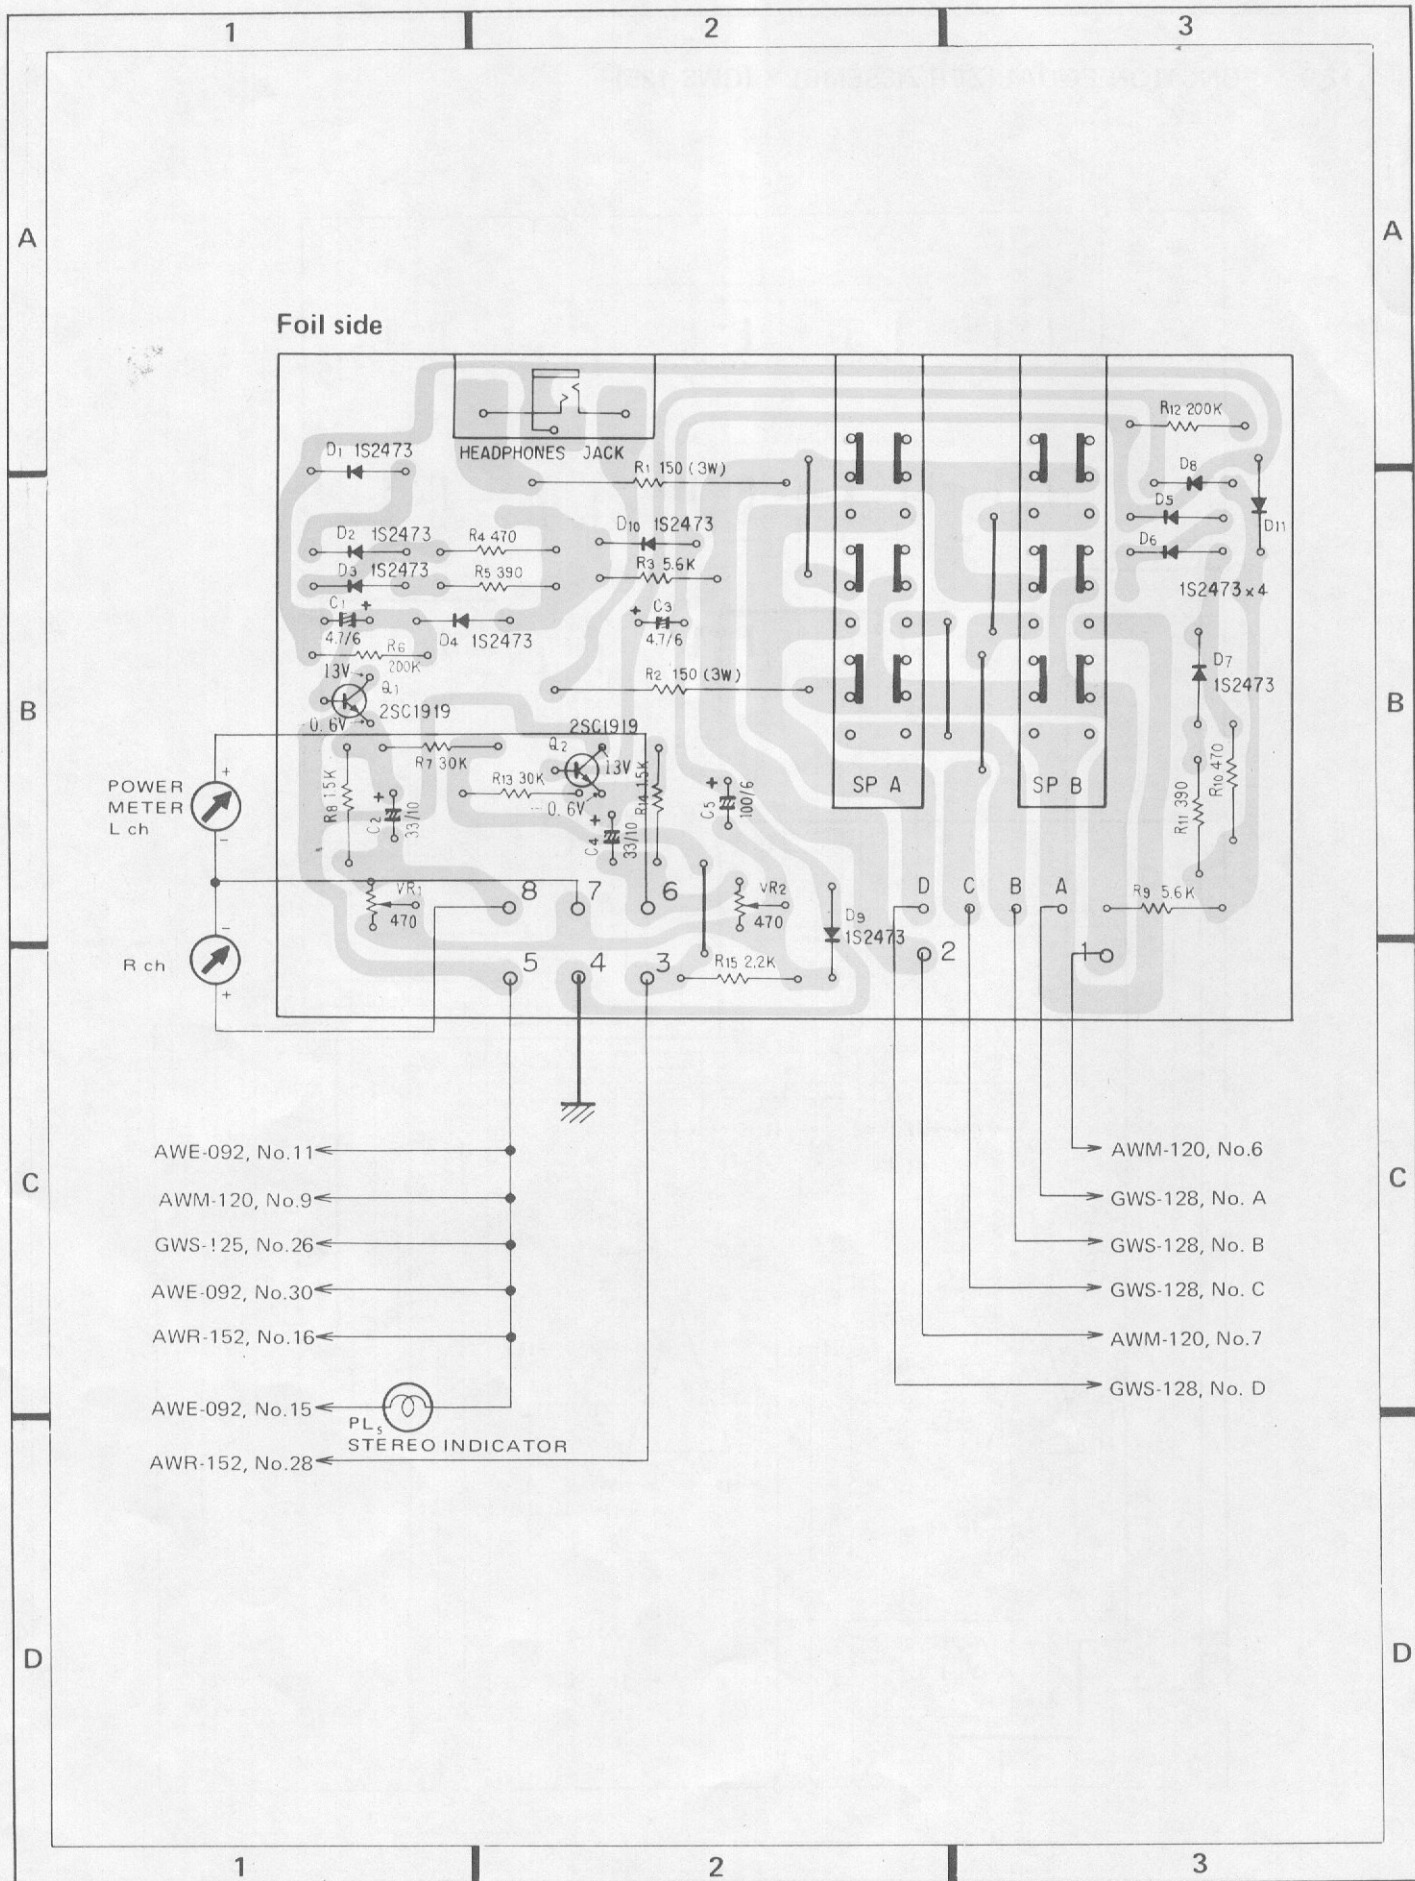 1 2 3
A A
Foil side
R12 200K
D1 1S2473
HEADPHONES JACK
R1 150 (3W)
D8
D5
D11
D6
D2 1S2473
R4 470
D10 1S2473
D3 1S2473
R5 390
R3 5.6K
1S2473 x 4
C1 +
4.7/6
D4 1S2473
+ C3
4.7/6
R6
200K
13V
Q1
2SC1919
-0.6V
R2 150 (3W)
D7
1S2473
B B
2SC1919
Q2
13V
R7 30K
R13 30K
-0.6V
R8 15K
+
C2 33/10
+
C4 33/10
R14 15K
+
C5 100/6
SP A
SP B
R11 390
R10 470
POWER
METER
L ch
+
-
VR1
470
8 7 6
VR2
470
D C B A
R9 5.6K
D9
1S2473
R ch
-
+
5 4 3
R15 2.2K
2 1
AWE-092, No.11
AWM-120, No.6
C C
AWM-120, No.9
GWS-128, No. A
GWS-125, No.26
GWS-128, No. B
AWE-092, No.30
GWS-128, No. C
AWR-152, No.16
AWM-120, No.7
GWS-128, No. D
AWE-092, No.15
PL5
STEREO INDICATOR
AWR-152, No.28
D D
1 2 3